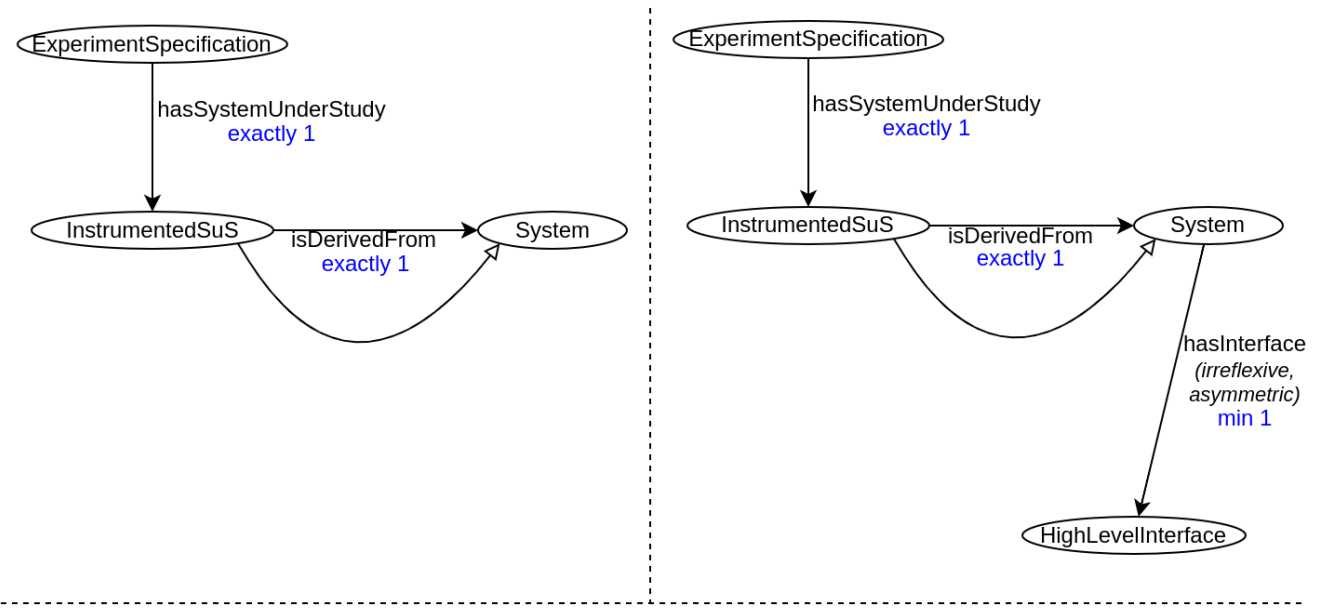 ExperimentSpecification
hasSystemUnderStudy
exactly 1
InstrumentedSuS
isDerivedFrom
exactly 1
System
ExperimentSpecification
hasSystemUnderStudy
exactly 1
InstrumentedSuS
isDerivedFrom
exactly 1
System
hasInterface
(irreflexive,
asymmetric)
min 1
HighLevelInterface